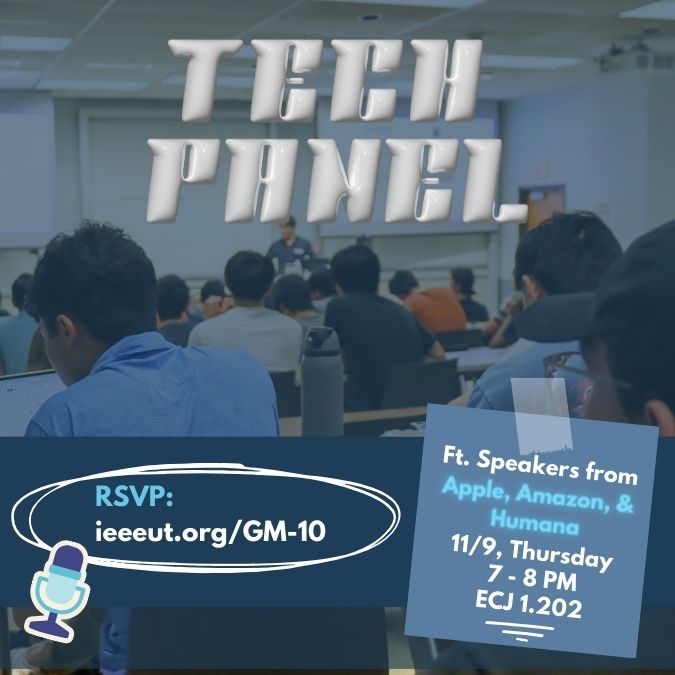 TECH
PANEL
RSVP:
ieeeut.org/GM-10
Ft. Speakers from
Apple, Amazon, &
Humana
11/9, Thursday
7 - 8 PM
ECJ 1.202